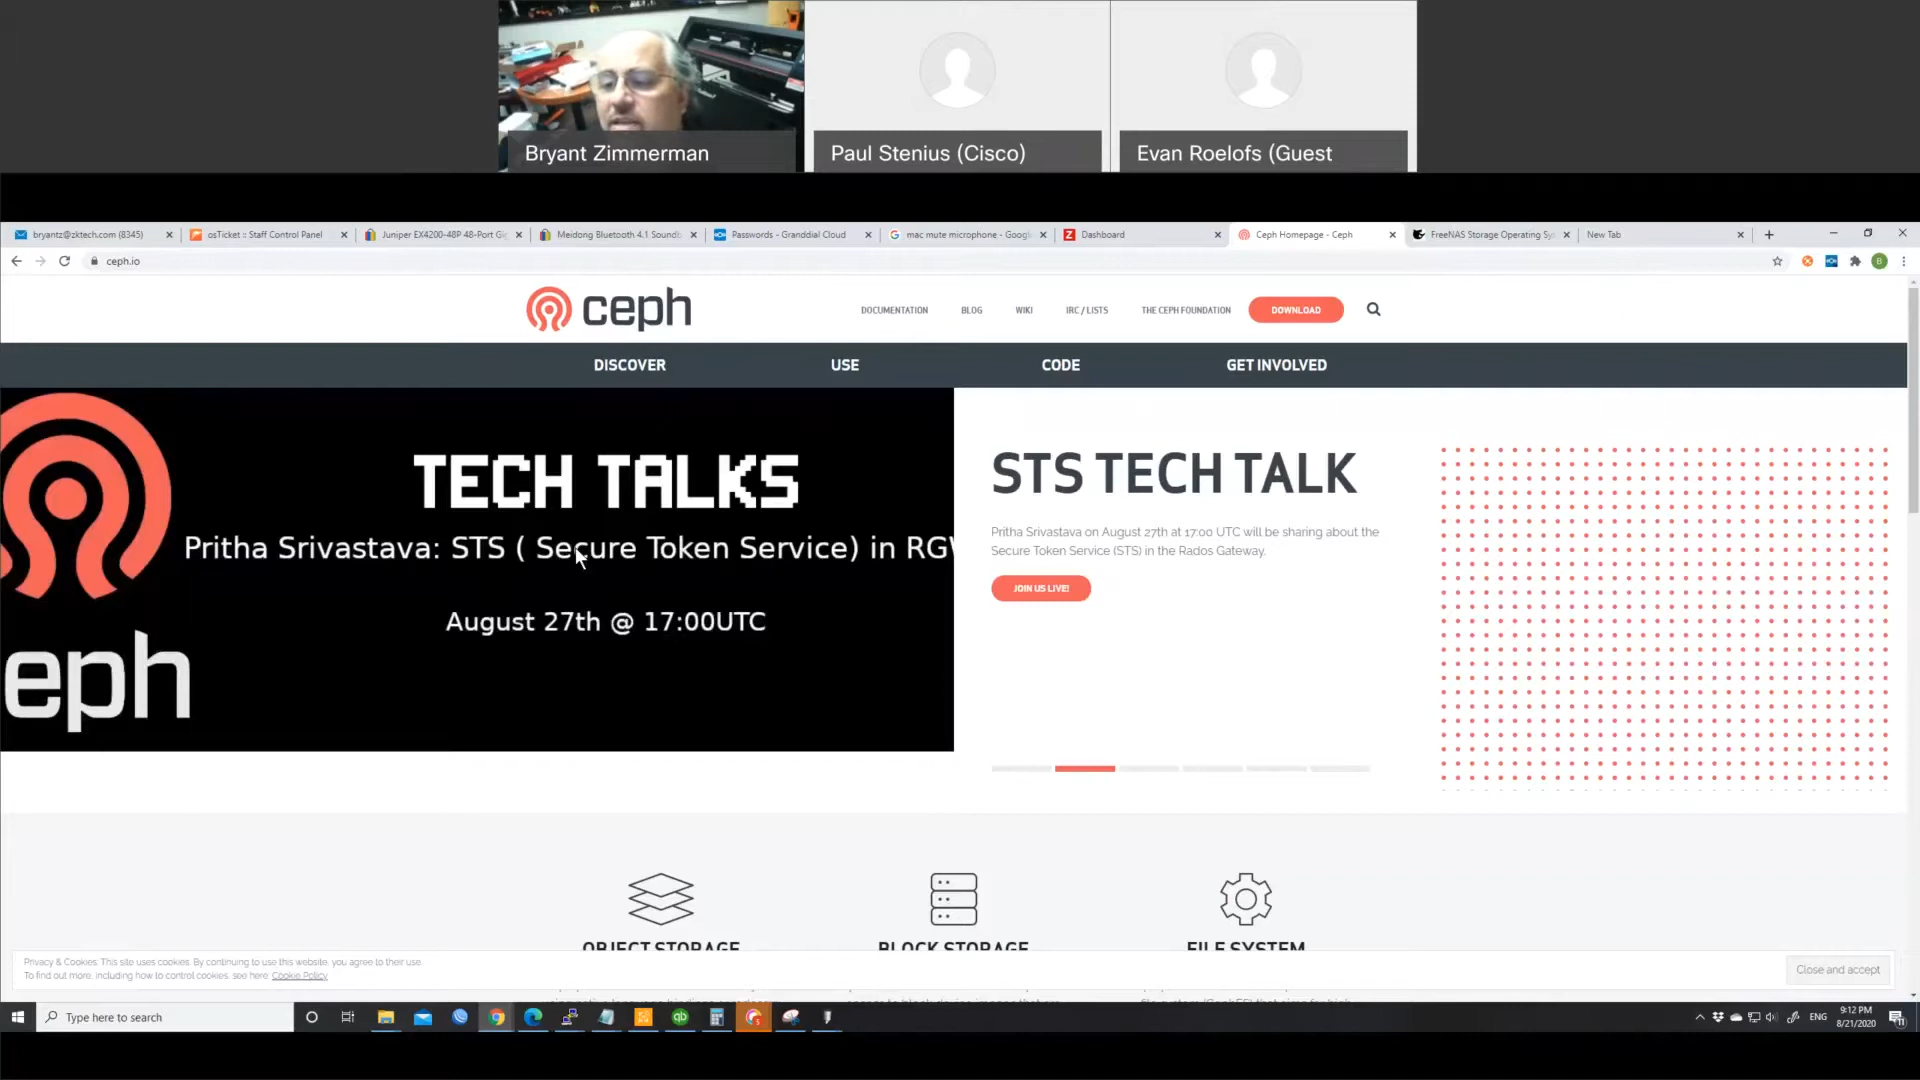 Bryant Zimmerman
Paul Stenius (Cisco)
Evan Roelofs (Guest
bryantz@zktech.com (8345)
osTicket :: Staff Control Panel
Juniper EX4200-48P 48-Port Gi
Meidong Bluetooth 4.1 Soundb
Passwords - Granddial Cloud
mac mute microphone - Googl
Dashboard
Ceph Homepage - Ceph
FreeNAS Storage Operating Sy
New Tab
ceph.io
ceph
DOCUMENTATION
BLOG
WIKI
IRC / LISTS
THE CEPH FOUNDATION
DOWNLOAD
DISCOVER
USE
CODE
GET INVOLVED
TECH TALKS
Pritha Srivastava: STS ( Secure Token Service) in RGW
August 27th @ 17:00UTC
eph
STS TECH TALK
Pritha Srivastava on August 27th at 17:00 UTC will be sharing about the
Secure Token Service (STS) in the Rados Gateway.
JOIN US LIVE!
OBJECT STORAGE
BLOCK STORAGE
FILE SYSTEM
Privacy & Cookies: This site uses cookies. By continuing to use this website, you agree to their use.
To find out more, including how to control cookies, see here: Cookie Policy
Close and accept
Type here to search
ENG
9:12 PM
8/21/2020